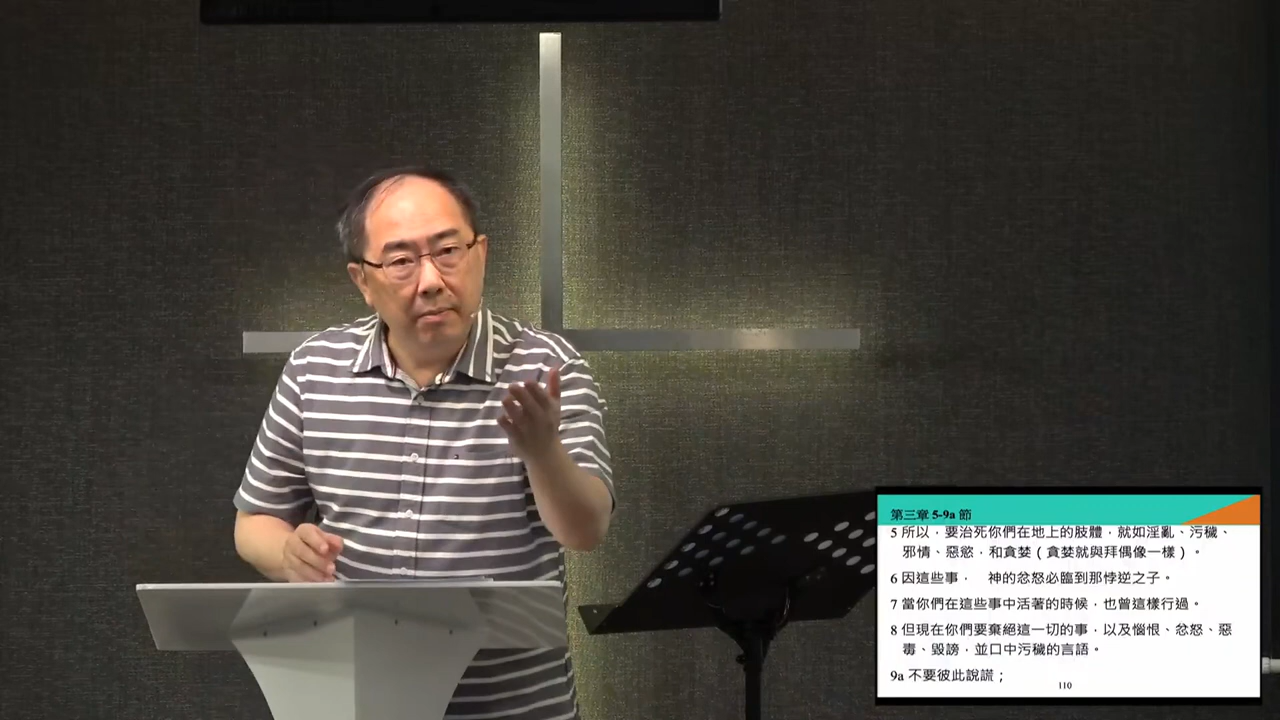 第三章 5-9a 節
5 所以，要治死你們在地上的肢體，就如淫亂、污穢、
邪情、惡慾，和貪婪（貪婪就與拜偶像一樣）。
6 因這些事，　神的忿怒必臨到那悖逆之子。
7 當你們在這些事中活著的時候，也曾這樣行過。
8 但現在你們要棄絕這一切的事，以及惱恨、忿怒、惡
毒、毀謗，並口中污穢的言語。
9a 不要彼此說謊；
110